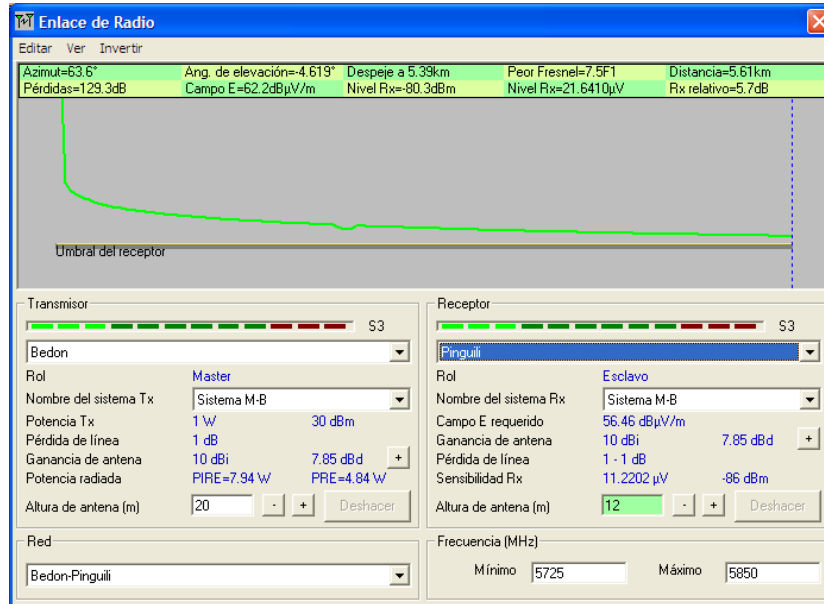 Enlace de Radio
Editar Ver Invertir
Azimut=63.6° Ang. de elevación=-4.619° Despeje a 5.39km Peor Fresnel=7.5F1 Distancia=5.61km
Pérdidas=129.3dB Campo E=62.2dBµV/m Nivel Rx=-80.3dBm Nivel Rx=21.6410µV Rx relativo=5.7dB
Umbral del receptor
Transmisor
S3
Bedon
Rol Master
Nombre del sistema Tx Sistema M-B
Potencia Tx 1 W 30 dBm
Pérdida de línea 1 dB
Ganancia de antena 10 dBi 7.85 dBd +
Potencia radiada PIRE=7.94 W PRE=4.84 W
Altura de antena (m) 20 - + Deshacer
Red
Bedon-Pinguili
Receptor
S3
Pinguili
Rol Esclavo
Nombre del sistema Rx Sistema M-B
Campo E requerido 56.46 dBµV/m
Ganancia de antena 10 dBi 7.85 dBd +
Pérdida de línea 1 - 1 dB
Sensibilidad Rx 11.2202 µV -86 dBm
Altura de antena (m) 12 - + Deshacer
Frecuencia (MHz)
Mínimo 5725 Máximo 5850